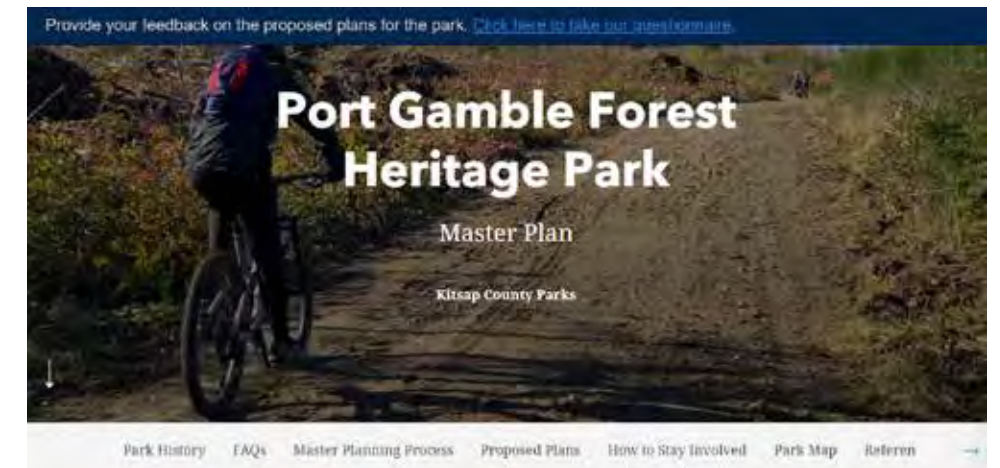 Provide your feedback on the proposed plans for the park. Click here to take our questionnaire.
Port Gamble Forest
Heritage Park
Master Plan
Kitsap County Parks
Park History FAQs Master Planning Process Proposed Plans How to Stay Involved Park Map Referen